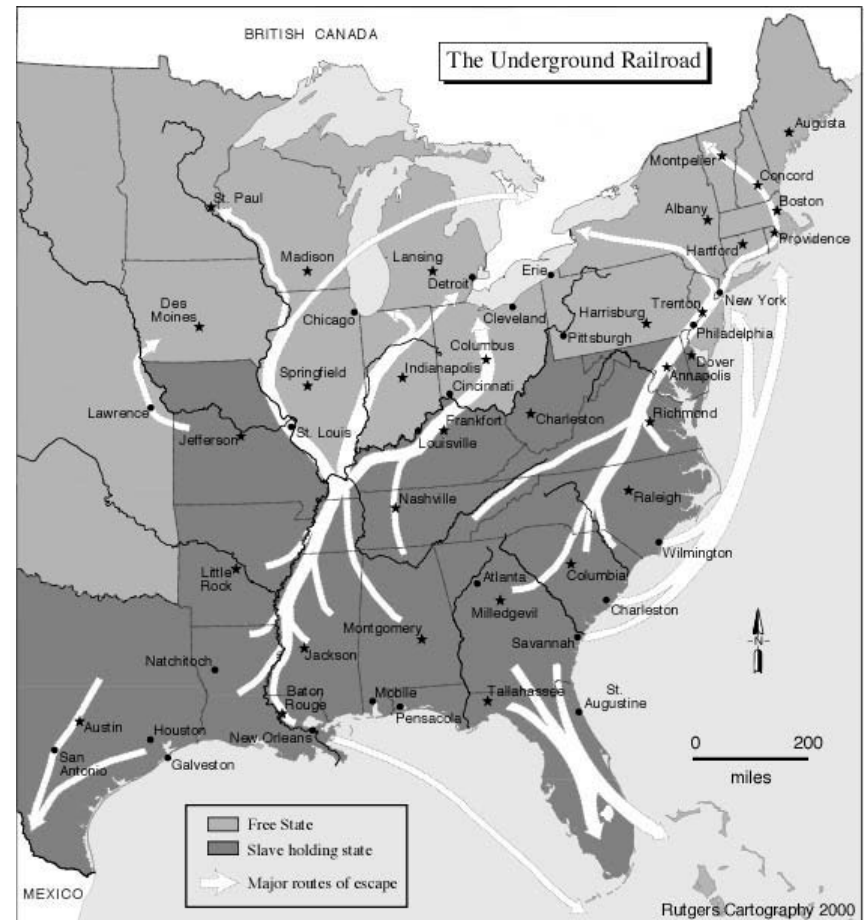 BRITISH CANADA
The Underground Railroad
Augusta
Montpelier
Concord
St. Paul
Albany
Boston
Madison
Lansing
Hartford
Providence
Detroit
Erie
Des
Moines
Chicago
Cleveland
Harrisburg
Trenton
New York
Pittsburgh
Philadelphia
Columbus
Springfield
Indianapolis
Dover
Annapolis
Cincinnati
Lawrence
Frankfort
Charleston
Richmond
Jefferson
St. Louis
Louisville
Nashville
Raleigh
Wilmington
Little
Rock
Atlanta
Columbia
Milledgevil
Charleston
Montgomery
Savannah
N
Natchitoch
Jackson
Baton
Rouge
Mobile
Tallahassee
St.
Augustine
Pensacola
Austin
Houston
New Orleans
San
Antonio
Galveston
0 200
miles
Free State
Slave holding state
Major routes of escape
MEXICO
Rutgers Cartography 2000